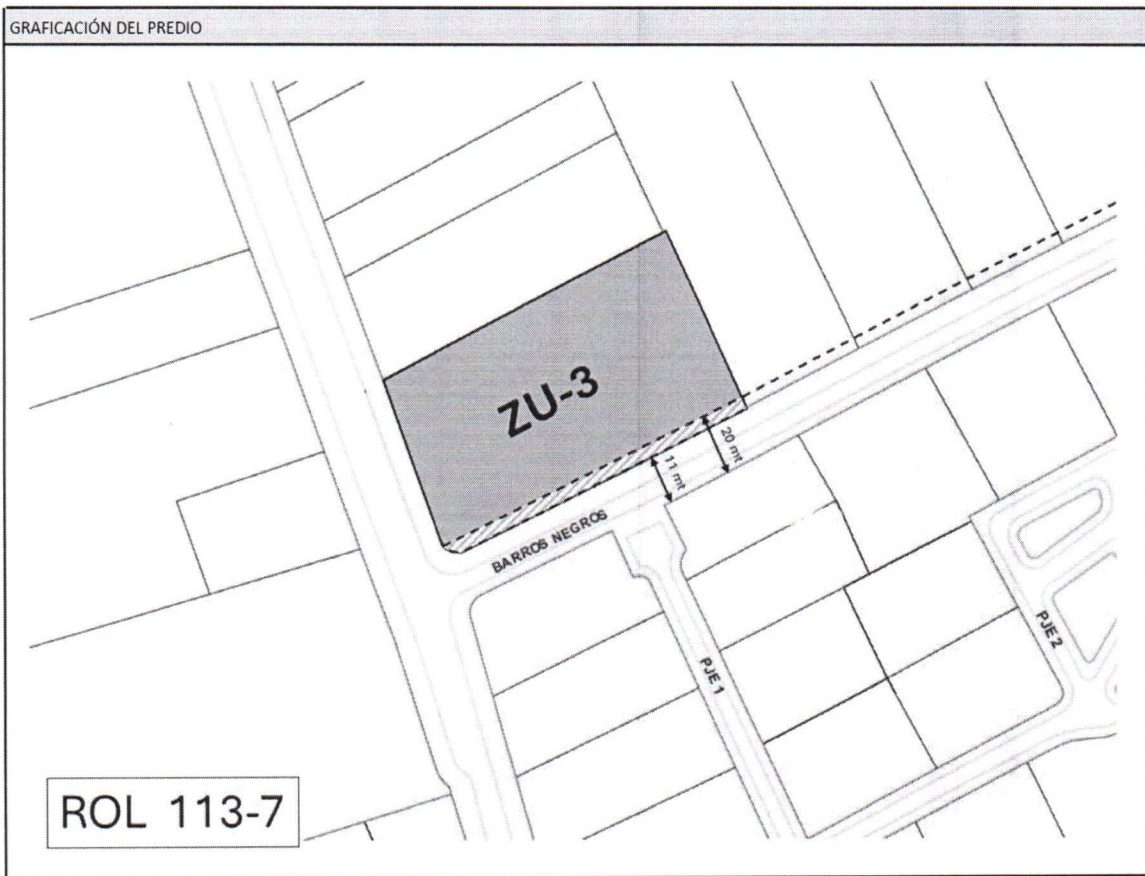 GRAFICACIÓN DEL PREDIO
ZU-3
20 mt
11 mt
BARROS NEGROS
PJE 1
PJE 2
ROL 113-7